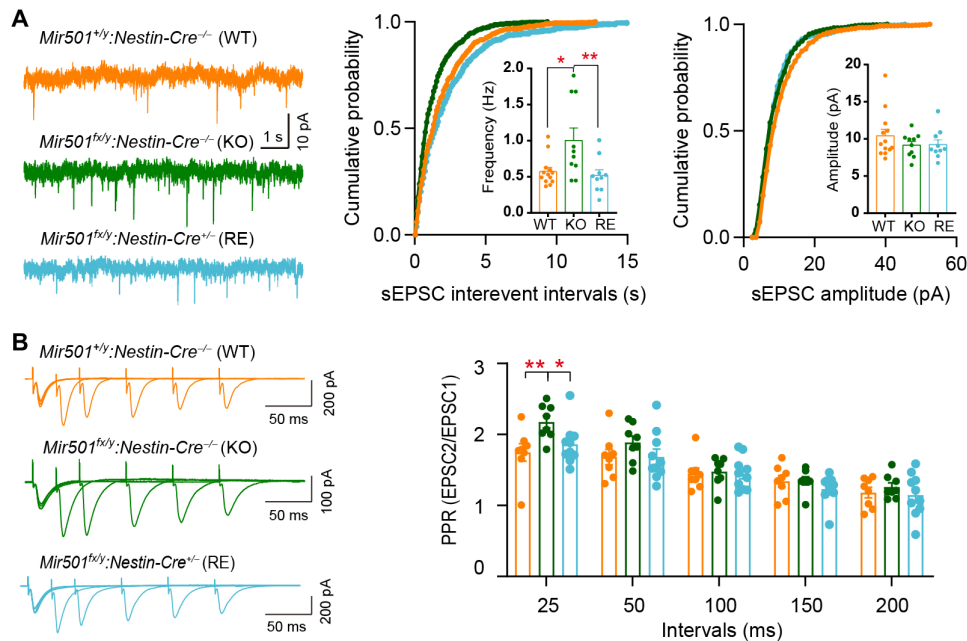 A
Mir501+/y:Nestin-Cre−/− (WT)
1 s
10 pA
Mir501fx/y:Nestin-Cre−/− (KO)
Mir501fx/y:Nestin-Cre+/− (RE)
Cumulative probability
1.0
0.5
0.0
0
5
10
15
sEPSC interevent intervals (s)
Frequency (Hz)
2.0
1.5
1.0
0.5
0.0
* **
WT KO RE
Cumulative probability
1.0
0.5
0.0
0
20
40
60
sEPSC amplitude (pA)
Amplitude (pA)
20
15
10
5
0
WT KO RE
B
Mir501+/y:Nestin-Cre−/− (WT)
200 pA
50 ms
Mir501fx/y:Nestin-Cre−/− (KO)
100 pA
50 ms
Mir501fx/y:Nestin-Cre+/− (RE)
200 pA
50 ms
PPR (EPSC2/EPSC1)
3
2
1
0
** *
25 50 100 150 200
Intervals (ms)